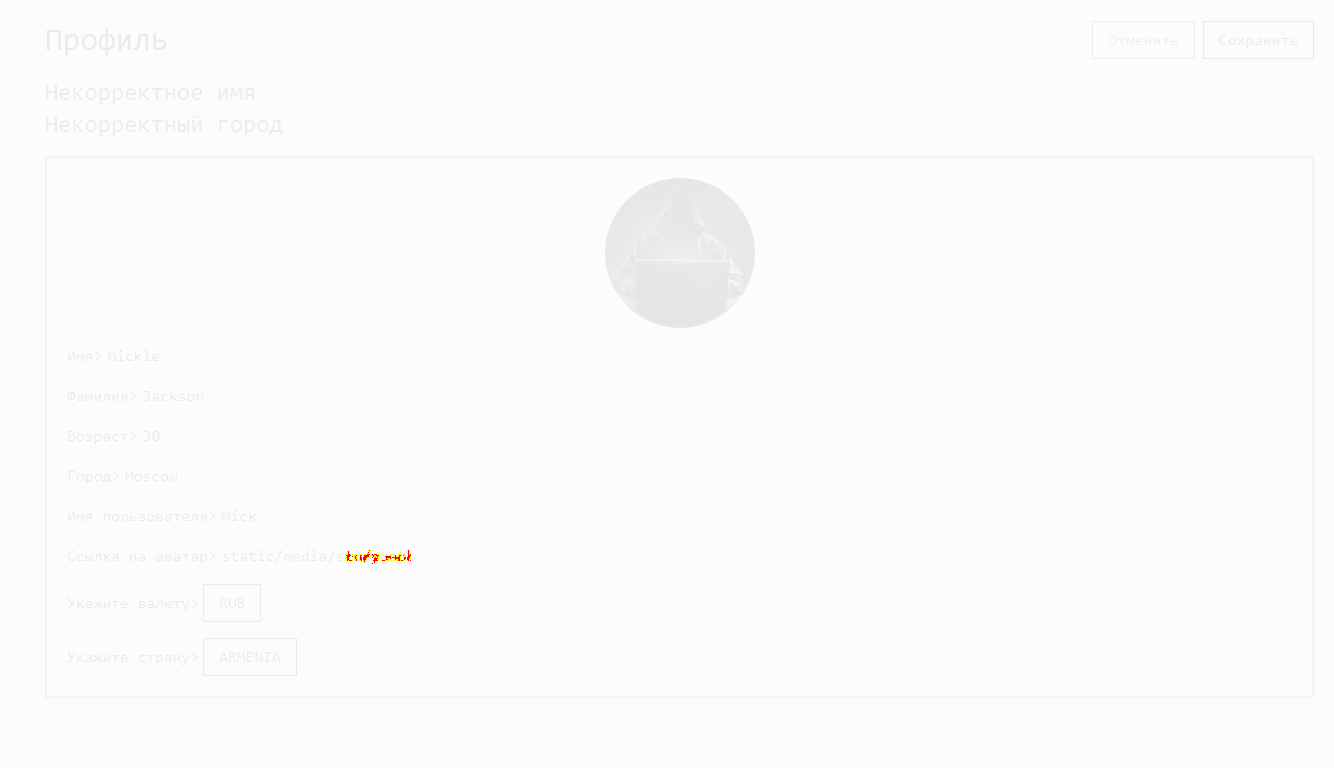 Профиль
Отменить
Сохранить
Некорректное имя
Некорректный город
Имя> Mickle
Фамилия> Jackson
Возраст> 30
Город> Moscow
Имя пользователя> Mick
Ссылка на аватар> static/media/
Укажите валюту> RUB
Укажите страну> ARMENIA